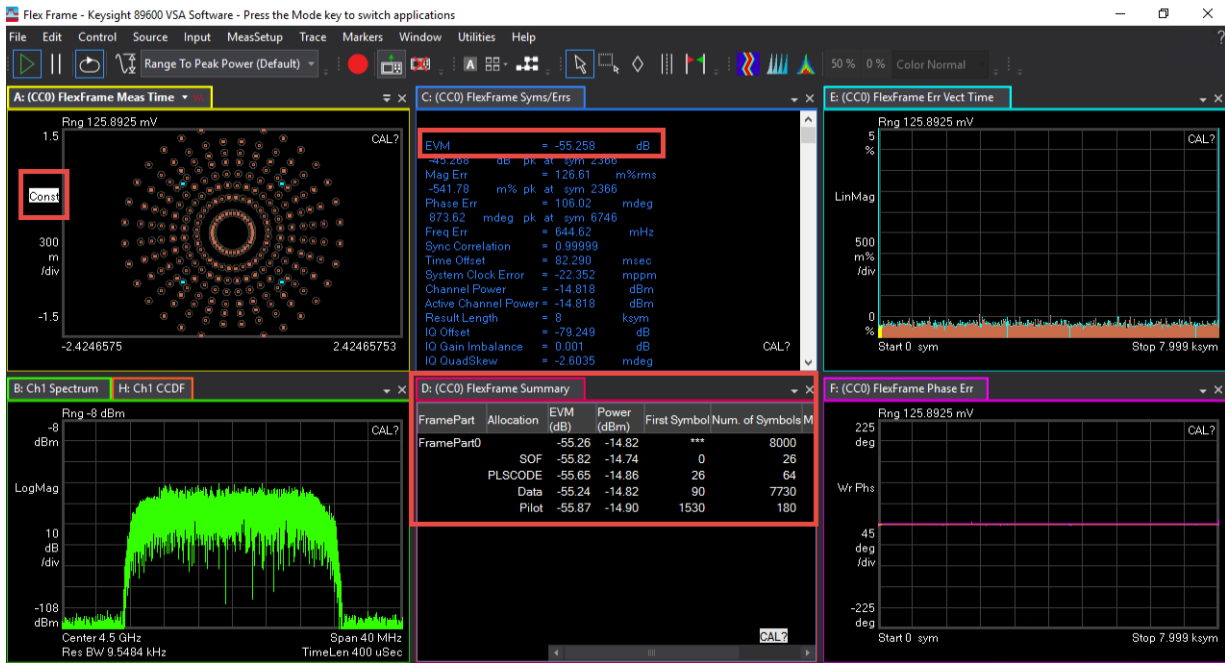 Flex Frame - Keysight 89600 VSA Software - Press the Mode key to switch applications
File Edit Control Source Input MeasSetup Trace Markers Window Utilities Help
?
Range To Peak Power (Default)
A
50 % 0 % Color Normal
A: (CC0) FlexFrame Meas Time
Rng 125.8925 mV
1.5
CAL?
Const
300
m
/div
-1.5
-2.4246575 2.42465753
C: (CC0) FlexFrame Syms/Errs
EVM = -55.258 dB
-45.268 dB pk at sym 2366
Mag Err = 126.61 m%rms
-541.78 m% pk at sym 2366
Phase Err = 106.02 mdeg
873.62 mdeg pk at sym 6746
Freq Err = 644.62 mHz
Sync Correlation = 0.99999
Time Offset = 82.290 msec
System Clock Error = -22.352 mppm
Channel Power = -14.818 dBm
Active Channel Power = -14.818 dBm
Result Length = 8 ksym
IQ Offset = -79.249 dB
IQ Gain Imbalance = 0.001 dB
IQ QuadSkew = -2.6035 mdeg
CAL?
E: (CC0) FlexFrame Err Vect Time
Rng 125.8925 mV
5
%
CAL?
LinMag
500
m%
/div
0
%
Start 0 sym Stop 7.999 ksym
B: Ch1 Spectrum H: Ch1 CCDF
Rng -8 dBm
-8
dBm
CAL?
LogMag
10
dB
/div
-108
dBm
Center 4.5 GHz Span 40 MHz
Res BW 9.5484 kHz TimeLen 400 uSec
D: (CC0) FlexFrame Summary
FramePart Allocation EVM (dB) Power (dBm) First Symbol Num. of Symbols M
FramePart0 -55.26 -14.82 *** 8000
SOF -55.82 -14.74 0 26
PLSCODE -55.65 -14.86 26 64
Data -55.24 -14.82 90 7730
Pilot -55.87 -14.90 1530 180
CAL?
F: (CC0) FlexFrame Phase Err
Rng 125.8925 mV
225
deg
CAL?
Wr Phs
45
deg
/div
-225
deg
Start 0 sym Stop 7.999 ksym